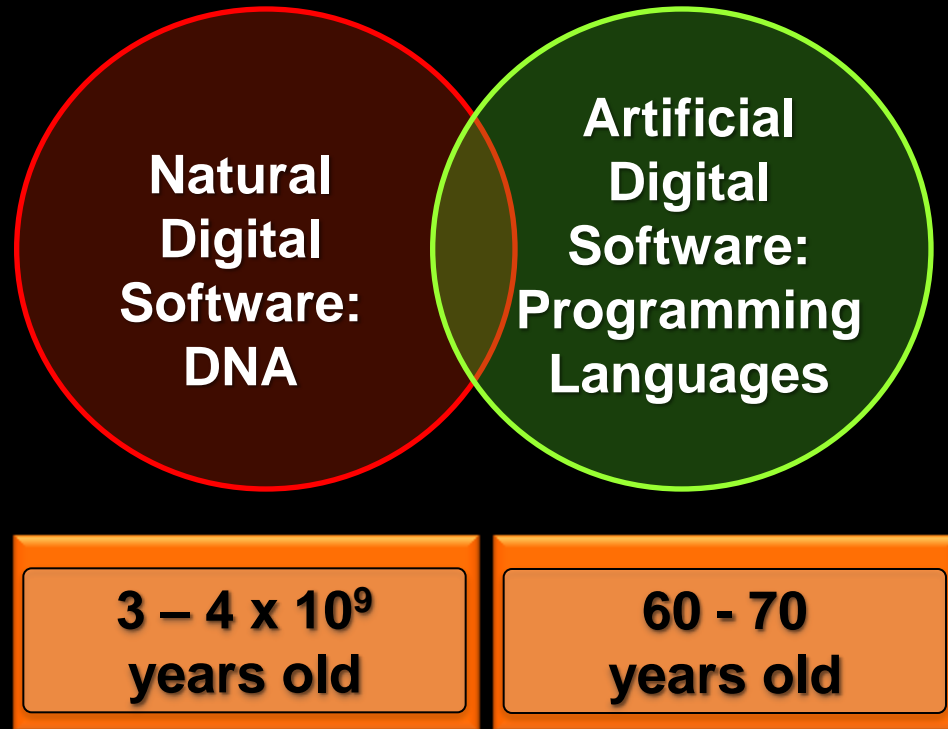 Natural
Digital
Software:
DNA
Artificial
Digital
Software:
Programming
Languages
3 – 4 x 10⁹
years old
60 - 70
years old